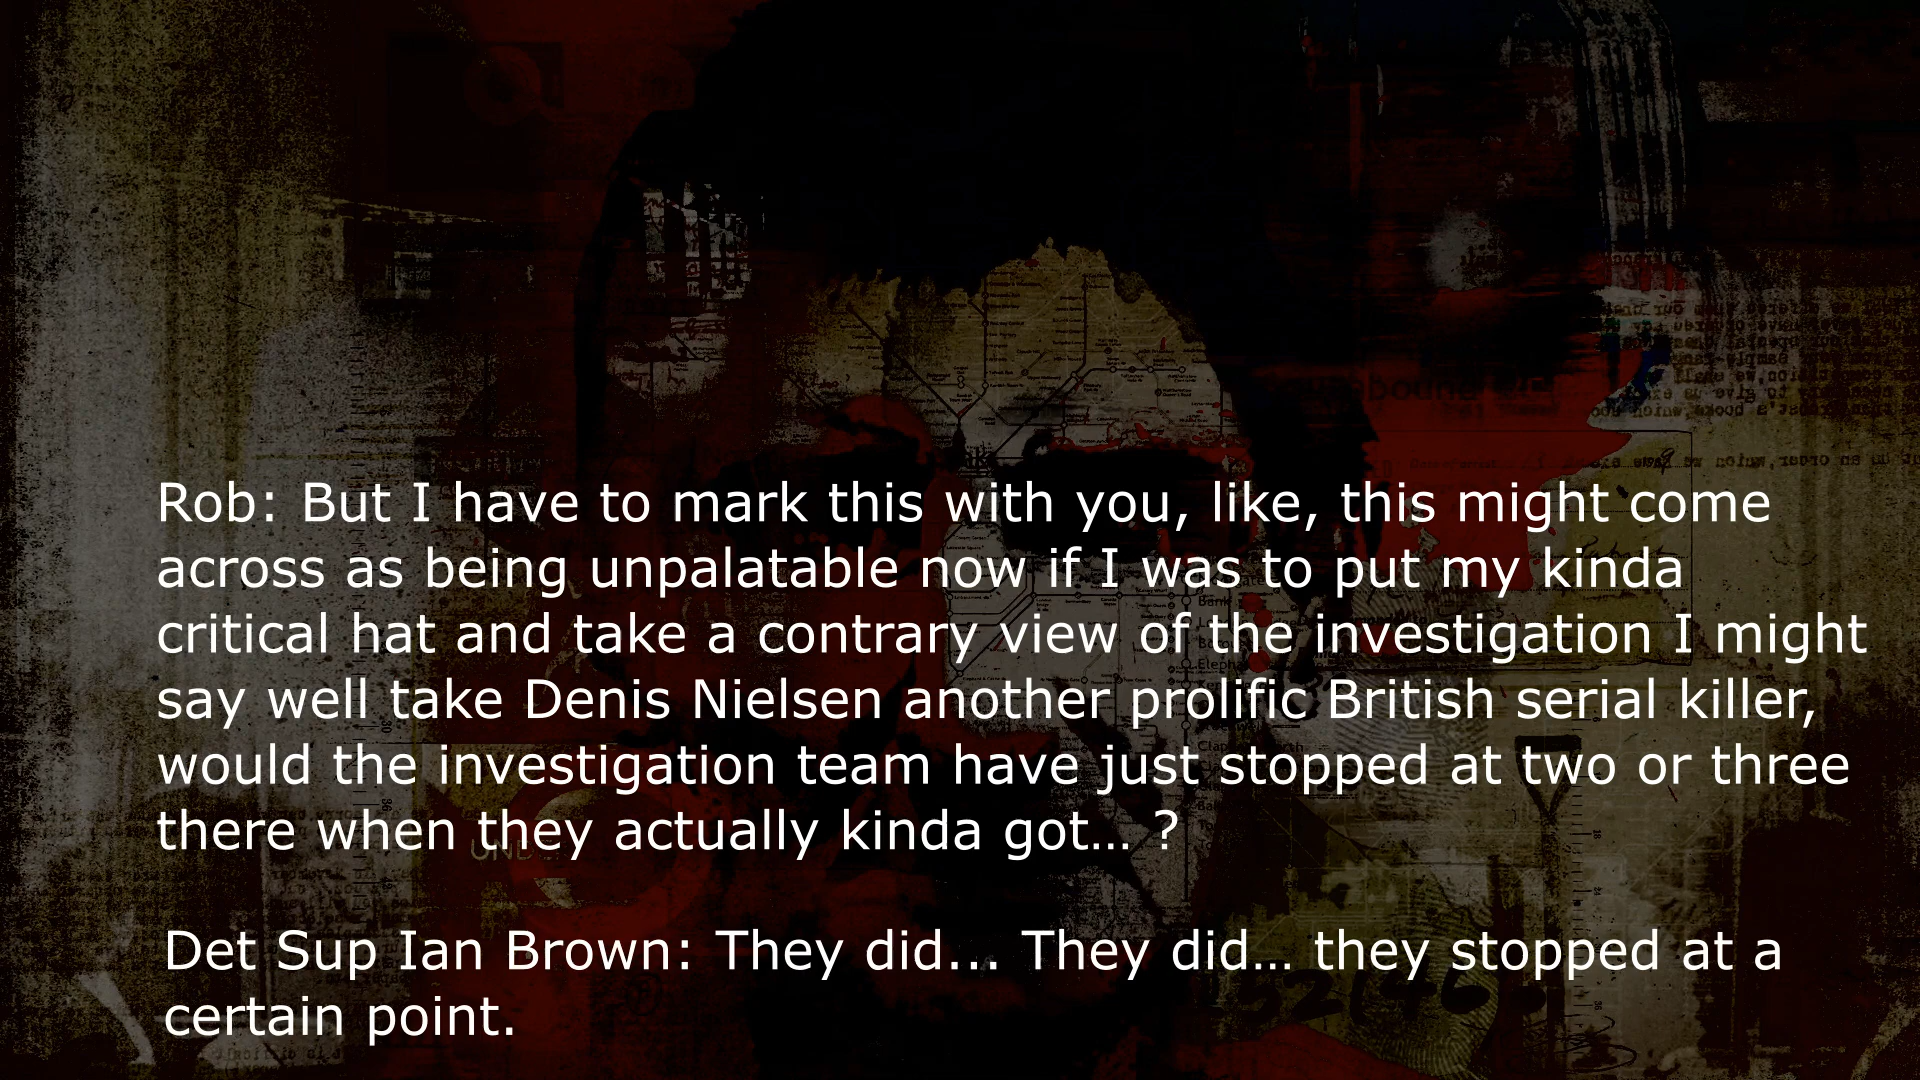 Rob: But I have to mark this with you, like, this might come
across as being unpalatable now if I was to put my kinda
critical hat and take a contrary view of the investigation I might
say well take Denis Nielsen another prolific British serial killer,
would the investigation team have just stopped at two or three
there when they actually kinda got... ?
Det Sup Ian Brown: They did... They did... they stopped at a
certain point.